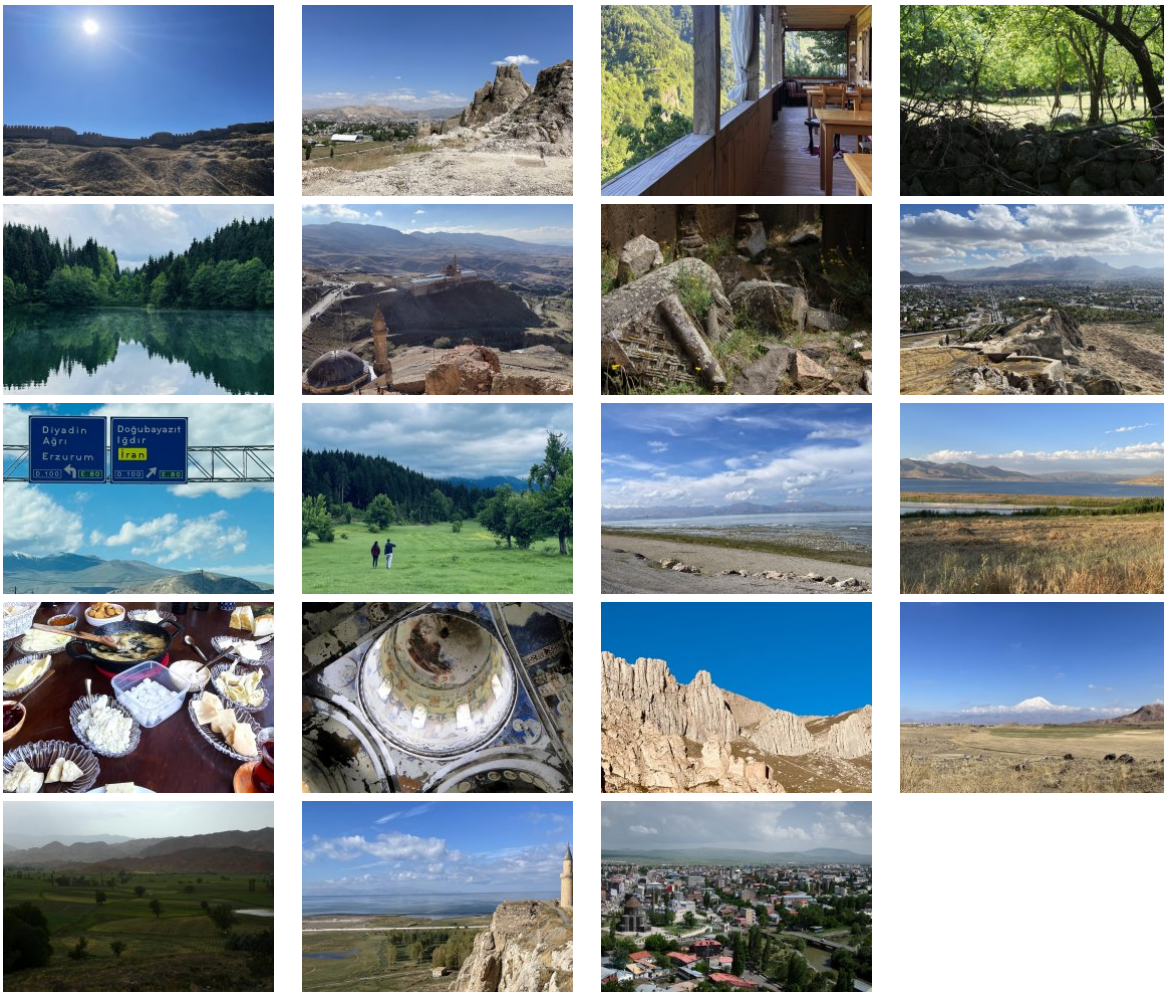 Diyadin
Ağrı
Erzurum
D.100
E.80
Doğubayazıt
Iğdır
İran
D.100
E.80